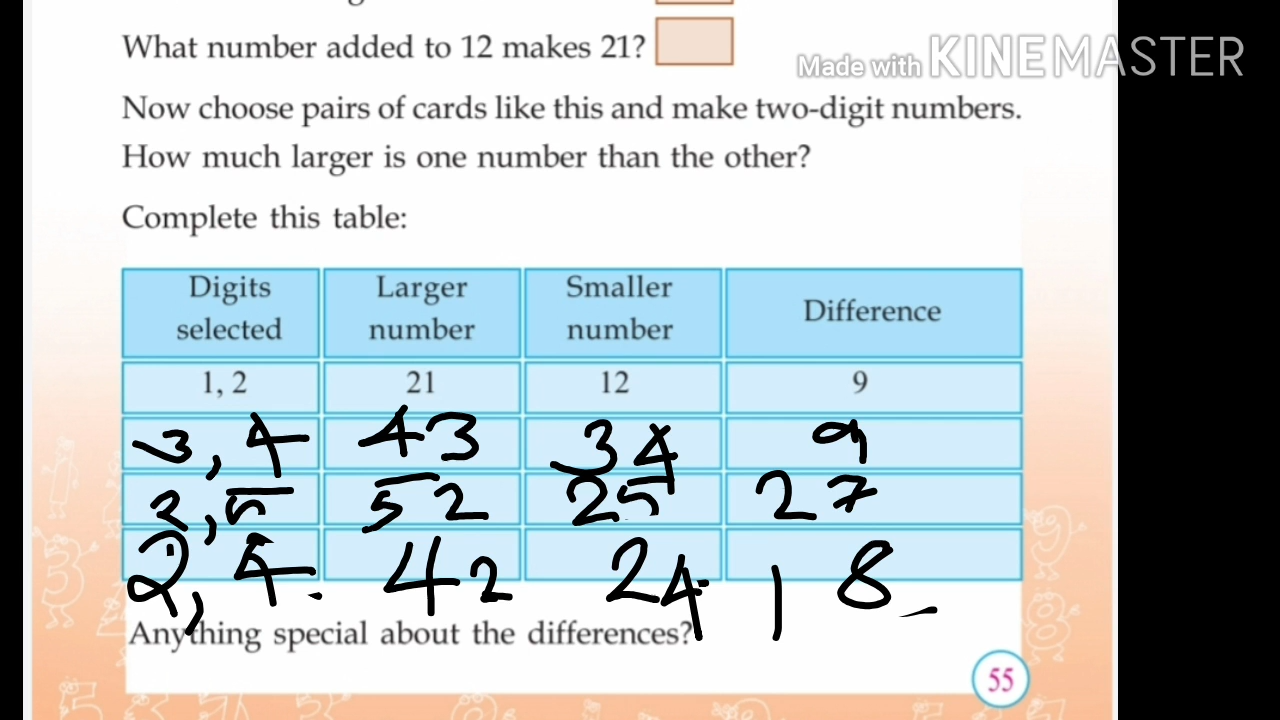 What number added to 12 makes 21?
Made with KINEMASTER
Now choose pairs of cards like this and make two-digit numbers.
How much larger is one number than the other?
Complete this table:
Digits selected Larger number Smaller number Difference
1, 2 21 12 9
3, 4 43 34 9
2, 5 52 25 27
2, 4 42 24 18
Anything special about the differences?
55